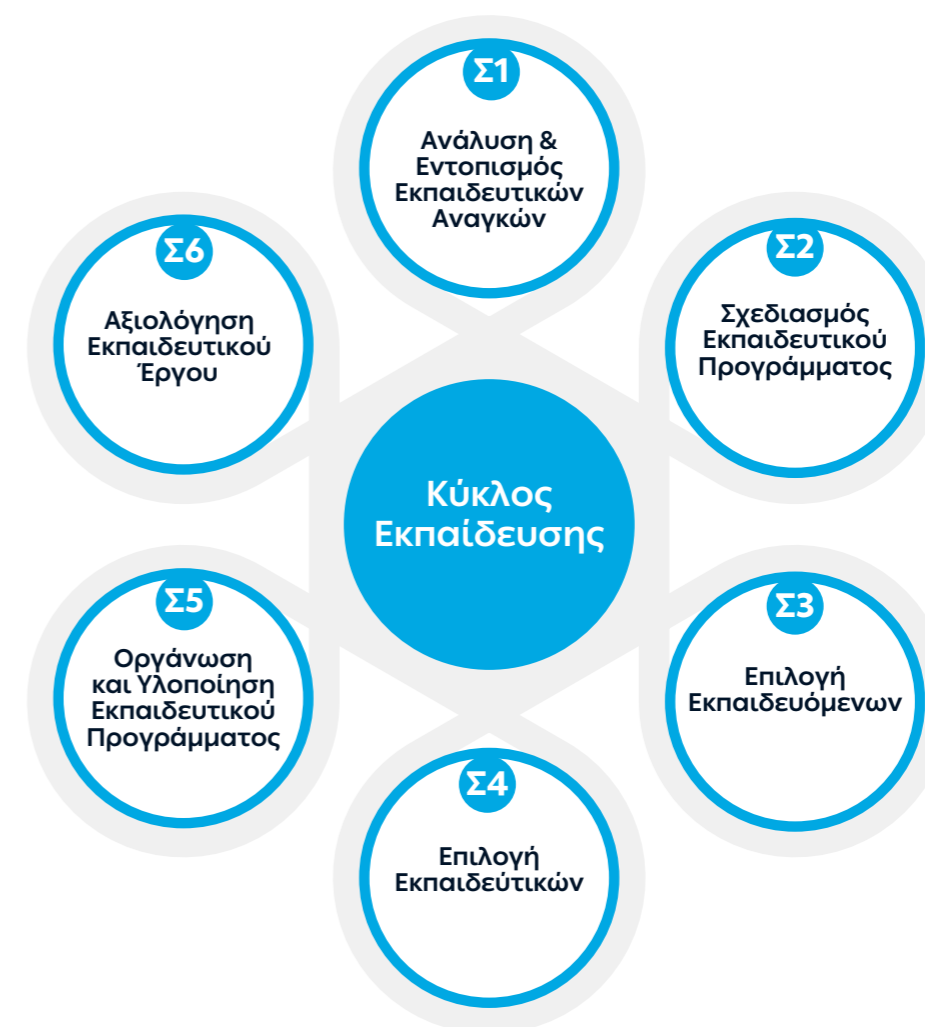 Σ1
Ανάλυση &
Εντοπισμός
Εκπαιδευτικών
Αναγκών
Σ2
Σχεδιασμός
Εκπαιδευτικού
Προγράμματος
Σ3
Επιλογή
Εκπαιδευόμενων
Σ4
Επιλογή
Εκπαιδεύτικών
Σ5
Οργάνωση
και Υλοποίηση
Εκπαιδευτικού
Προγράμματος
Σ6
Αξιολόγηση
Εκπαιδευτικού
Έργου
Κύκλος
Εκπαίδευσης